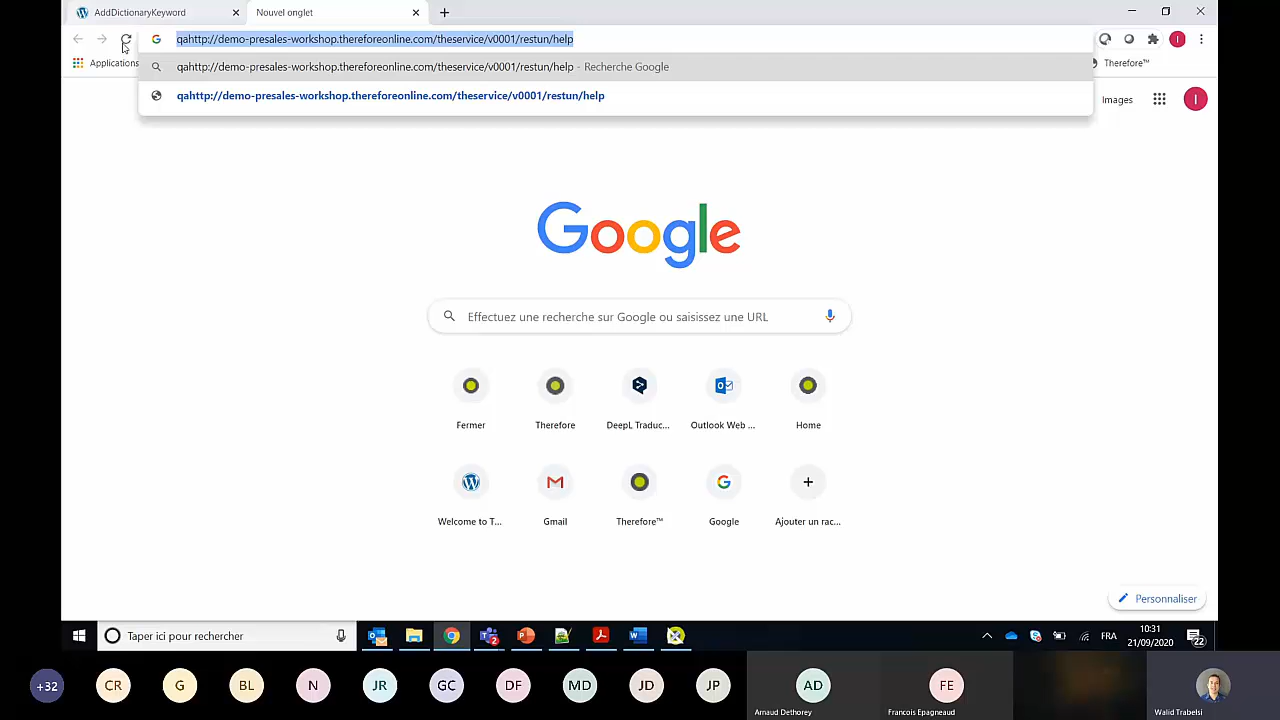 AddDictionaryKeyword
Nouvel onglet
qahttp://demo-presales-workshop.thereforeonline.com/theservice/v0001/restun/help
I
Applications
qahttp://demo-presales-workshop.thereforeonline.com/theservice/v0001/restun/help - Recherche Google
Therefore™
qahttp://demo-presales-workshop.thereforeonline.com/theservice/v0001/restun/help
Images
I
Google
Effectuez une recherche sur Google ou saisissez une URL
Fermer
Therefore
DeepL Traduc...
Outlook Web ...
Home
Welcome to T...
Gmail
Therefore™
Google
Ajouter un rac...
Personnaliser
Taper ici pour rechercher
FRA
10:31
21/09/2020
22
+32
CR
G
BL
N
JR
GC
DF
MD
JD
JP
AD
Arnaud Dethorey
FE
Francois Epagneaud
Walid Trabelsi